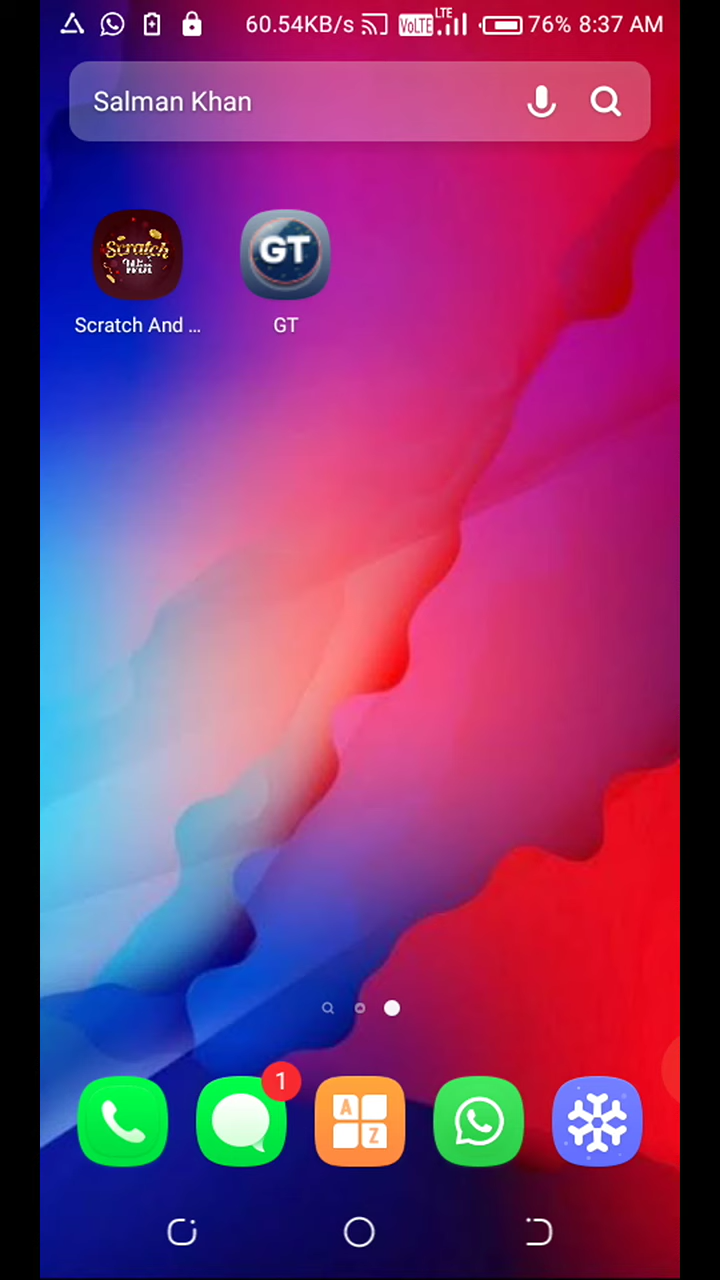 60.54KB/s VoLTE LTE 76% 8:37 AM
Salman Khan
Scratch
Win
GT
Scratch And ...
GT
1
A
Z